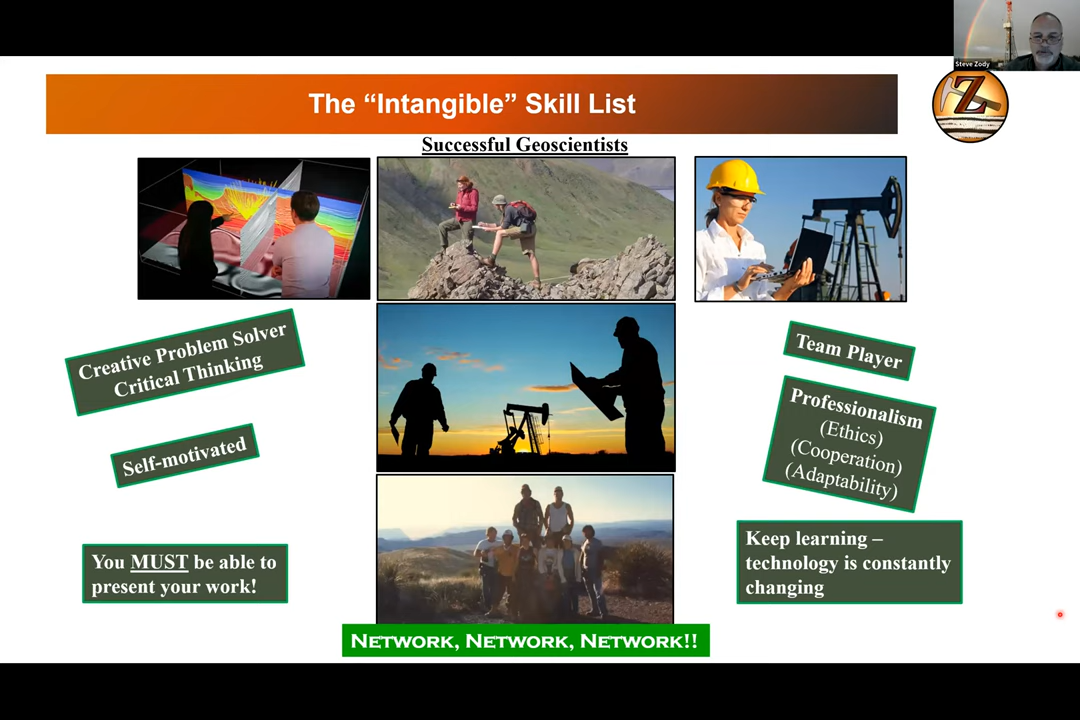 Steve Zody
The “Intangible” Skill List
Z
Successful Geoscientists
Creative Problem Solver
Critical Thinking
Self-motivated
You MUST be able to
present your work!
Team Player
Professionalism
(Ethics)
(Cooperation)
(Adaptability)
Keep learning –
technology is constantly
changing
NETWORK, NETWORK, NETWORK!!